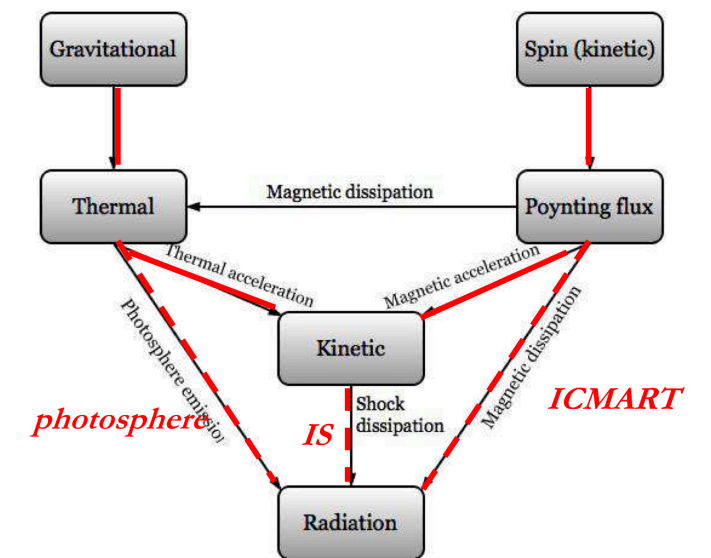 Gravitational
Spin (kinetic)
Thermal
Magnetic dissipation
Poynting flux
Thermal acceleration
Magnetic acceleration
Photosphere emission
Kinetic
Magnetic dissipation
photosphere
IS
Shock
dissipation
ICMART
Radiation